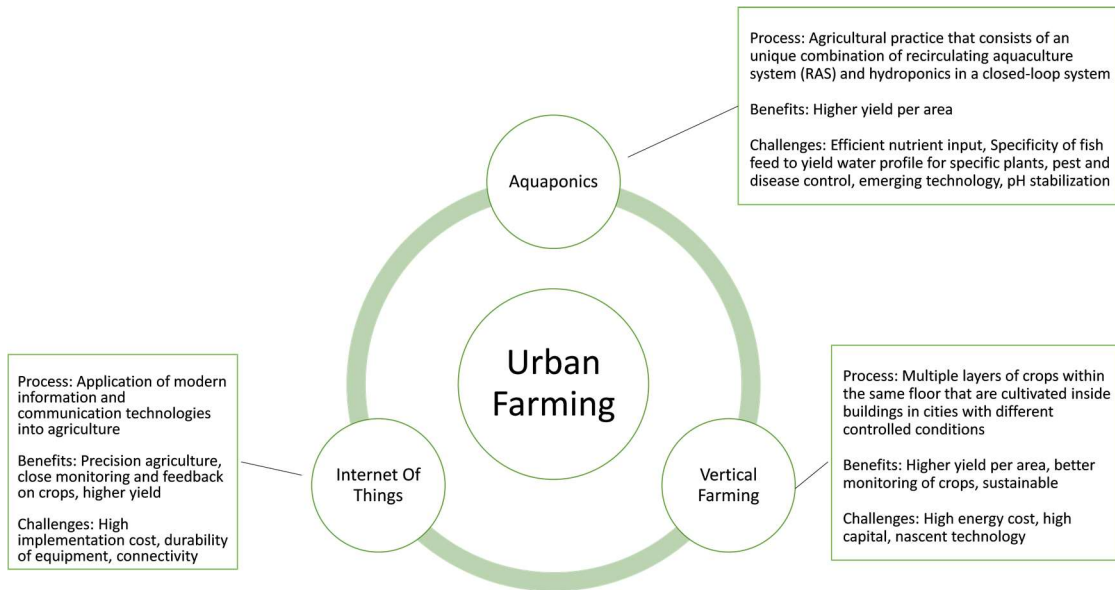 Process: Agricultural practice that consists of an
unique combination of recirculating aquaculture
system (RAS) and hydroponics in a closed-loop system
Benefits: Higher yield per area
Challenges: Efficient nutrient input, Specificity of fish
feed to yield water profile for specific plants, pest and
disease control, emerging technology, pH stabilization
Aquaponics
Urban
Farming
Process: Application of modern
information and
communication technologies
into agriculture
Benefits: Precision agriculture,
close monitoring and feedback
on crops, higher yield
Challenges: High
implementation cost, durability
of equipment, connectivity
Internet Of
Things
Vertical
Farming
Process: Multiple layers of crops within
the same floor that are cultivated inside
buildings in cities with different
controlled conditions
Benefits: Higher yield per area, better
monitoring of crops, sustainable
Challenges: High energy cost, high
capital, nascent technology